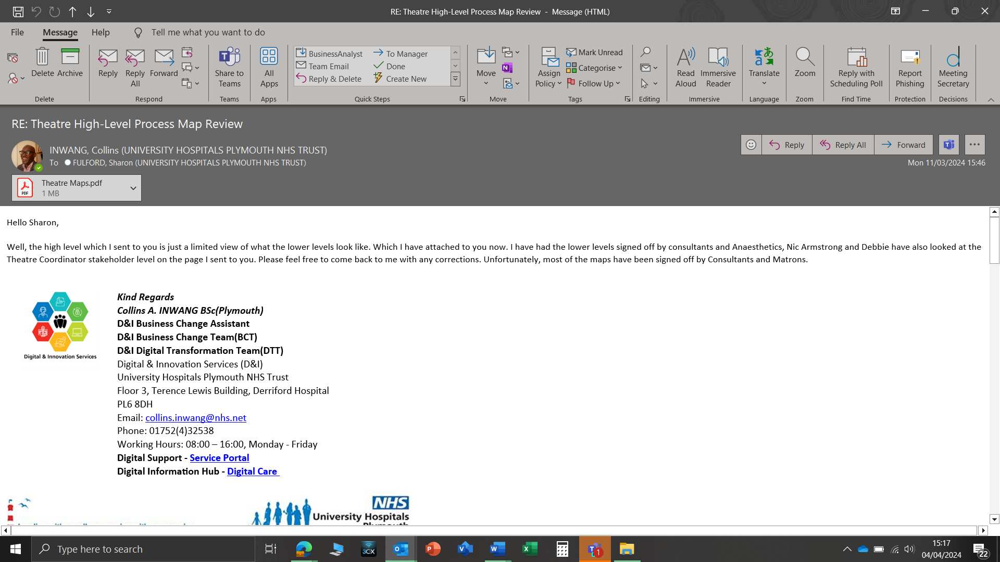 RE: Theatre High-Level Process Map Review - Message (HTML)
File Message Help Tell me what you want to do
Delete Archive
Delete
Reply Reply All Forward
Respond
Share to Teams
Teams
All Apps
Apps
BusinessAnalyst To Manager
Team Email Done
Reply & Delete Create New
Quick Steps
Move
Move
Assign Policy
Mark Unread
Categorise
Follow Up
Tags
Editing
Read Aloud
Immersive Reader
Immersive
Translate
Language
Zoom
Zoom
Reply with Scheduling Poll
Find Time
Report Phishing
Protection
Meeting Secretary
Decisions
RE: Theatre High-Level Process Map Review
INWANG, Collins (UNIVERSITY HOSPITALS PLYMOUTH NHS TRUST)
To FULFORD, Sharon (UNIVERSITY HOSPITALS PLYMOUTH NHS TRUST)
Reply Reply All Forward
Mon 11/03/2024 15:46
PDF
Theatre Maps.pdf
1 MB
Hello Sharon,
Well, the high level which I sent to you is just a limited view of what the lower levels look like. Which I have attached to you now. I have had the lower levels signed off by consultants and Anaesthetics, Nic Armstrong and Debbie have also looked at the
Theatre Coordinator stakeholder level on the page I sent to you. Please feel free to come back to me with any corrections. Unfortunately, most of the maps have been signed off by Consultants and Matrons.
Digital & Innovation Services
Kind Regards
Collins A. INWANG BSc(Plymouth)
D&I Business Change Assistant
D&I Business Change Team(BCT)
D&I Digital Transformation Team(DTT)
Digital & Innovation Services (D&I)
University Hospitals Plymouth NHS Trust
Floor 3, Terence Lewis Building, Derriford Hospital
PL6 8DH
Email: collins.inwang@nhs.net
Phone: 01752(4)32538
Working Hours: 08:00 – 16:00, Monday - Friday
Digital Support - Service Portal
Digital Information Hub - Digital Care
NHS
University Hospitals
Type here to search
3CX
1
15:17
04/04/2024
22